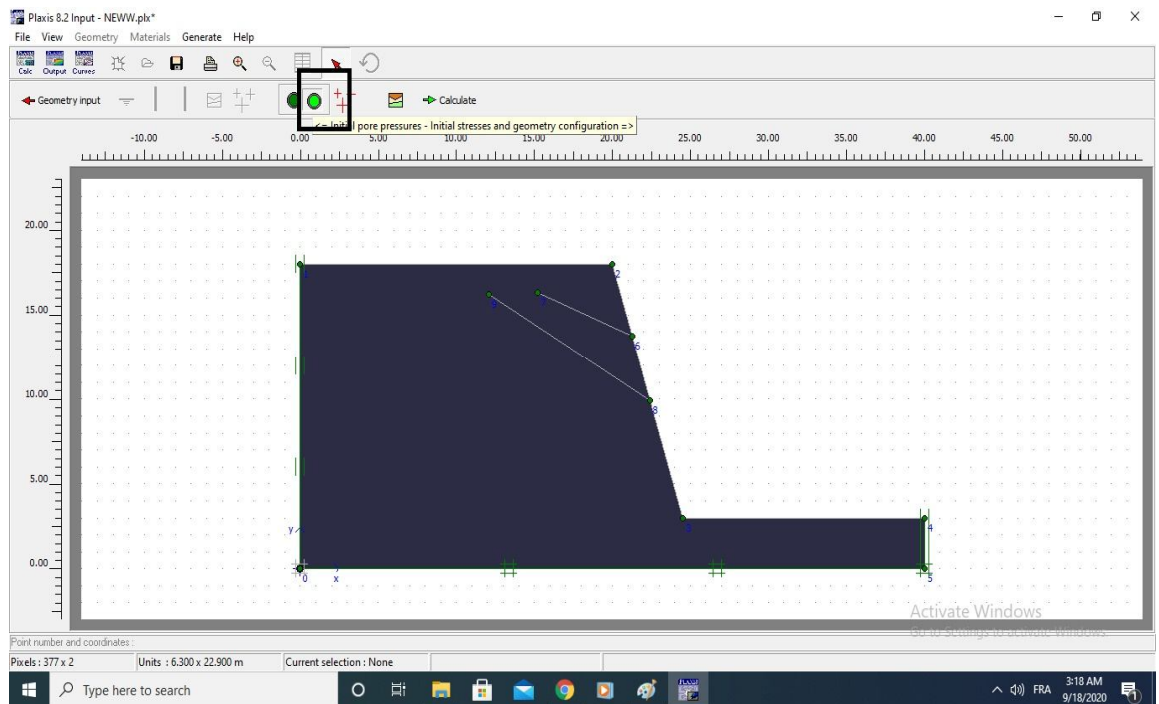 Plaxis 8.2 Input - NEWW.plx*
File View Geometry Materials Generate Help
Calc Output Curves
Geometry input
Calculate
<= Initial pore pressures - Initial stresses and geometry configuration =>
-10.00 -5.00 0.00 5.00 10.00 15.00 20.00 25.00 30.00 35.00 40.00 45.00 50.00
20.00
15.00
10.00
5.00
0.00
1
2
9
7
6
8
3
4
y
0
x
5
Activate Windows
Go to Settings to activate Windows.
Point number and coordinates :
Pixels : 377 x 2
Units : 6.300 x 22.900 m
Current selection : None
Type here to search
FRA
3:18 AM
9/18/2020